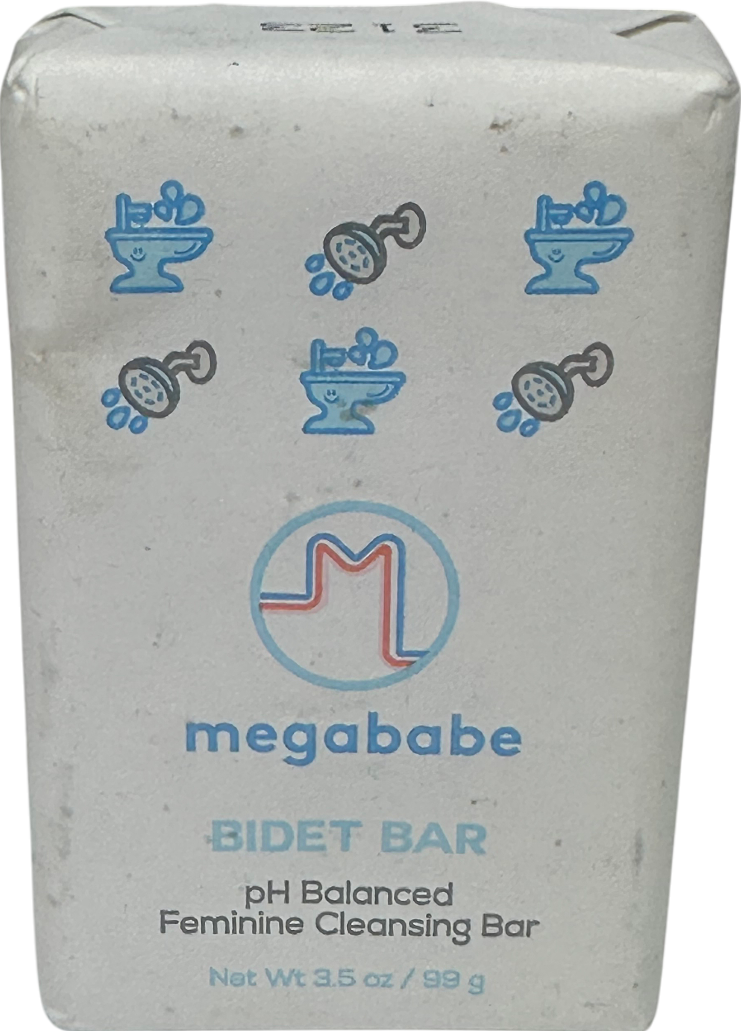 megababe
BIDET BAR
pH Balanced
Feminine Cleansing Bar
Net Wt 3.5 oz / 99 g